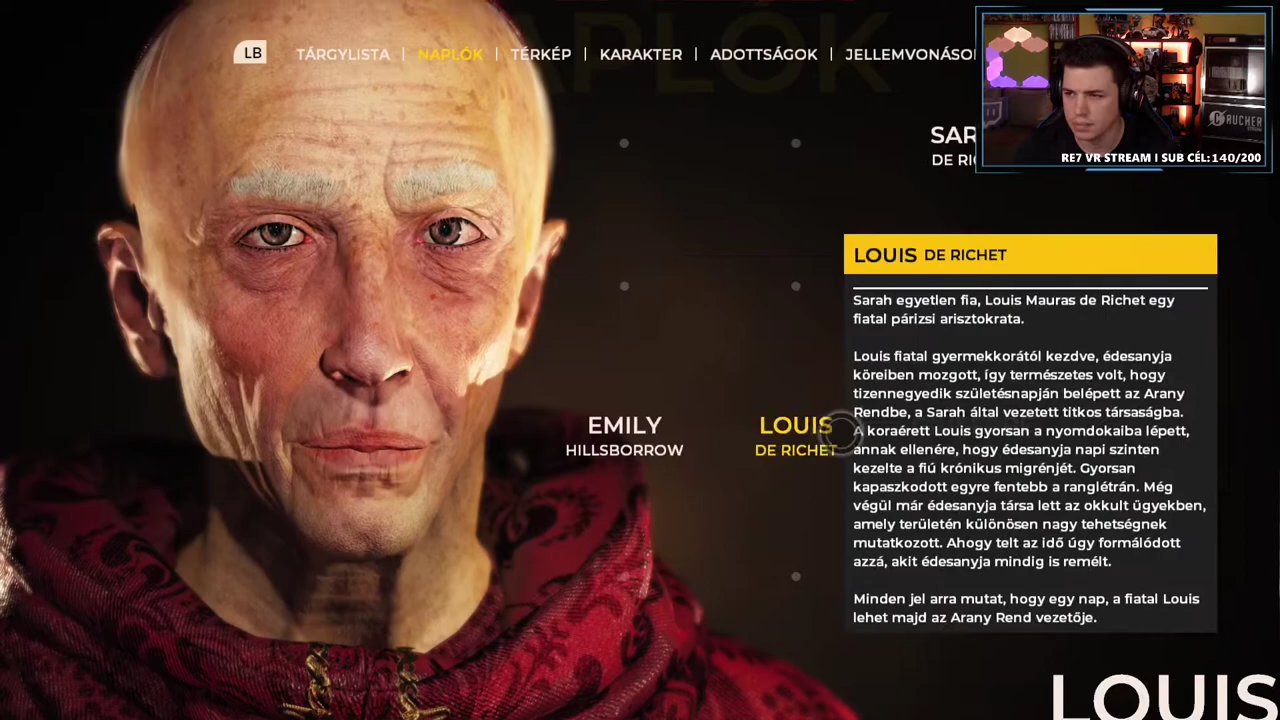 LB TÁRGYLISTA | NAPLÓK | TÉRKÉP | KARAKTER | ADOTTSÁGOK |
RE7 VR STREAM | SUB CÉL:140/200
LOUIS DE RICHET
Sarah egyetlen fia, Louis Mauras de Richet egy
fiatal párizsi arisztokrata.
Louis fiatal gyermekkorától kezdve, édesanyja
köreiben mozgott, így természetes volt, hogy
tizennegyedik születésnapján belépett az Arany
Rendbe, a Sarah által vezetett titkos társaságba.
A koraérett Louis gyorsan a nyomdokaiba lépett,
annak ellenére, hogy édesanyja napi szinten
kezelte a fiú krónikus migrénjét. Gyorsan
kapaszkodott egyre fentebb a ranglétrán. Még
végül már édesanyja társa lett az okkult ügyekben,
amely területén különösen nagy tehetségnek
mutatkozott. Ahogy telt az idő úgy formálódott
azzá, akit édesanyja mindig is remélt.
Minden jel arra mutat, hogy egy nap, a fiatal Louis
lehet majd az Arany Rend vezetője.
EMILY
HILLSBORROW
LOUIS
DE RICHET
LOUIS